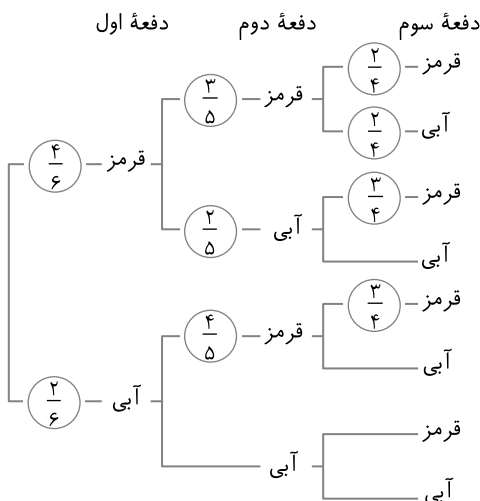 دفعهٔ اول دفعهٔ دوم دفعهٔ سوم
۲/۴ قرمز
۳/۵ قرمز
۲/۴ آبی
۴/۶ قرمز
۳/۴ قرمز
۲/۵ آبی
آبی
۳/۴ قرمز
۴/۵ قرمز
آبی
۲/۶ آبی
قرمز
آبی
آبی